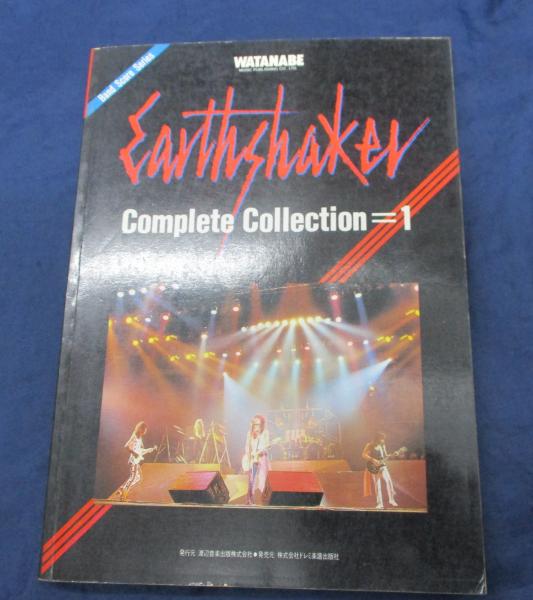 Band Score Series
WATANABE
MUSIC PUBLISHING CO., LTD.
Earthshaker
Complete Collection=1
発行元 渡辺音楽出版株式会社●発売元 株式会社ドレミ楽譜出版社